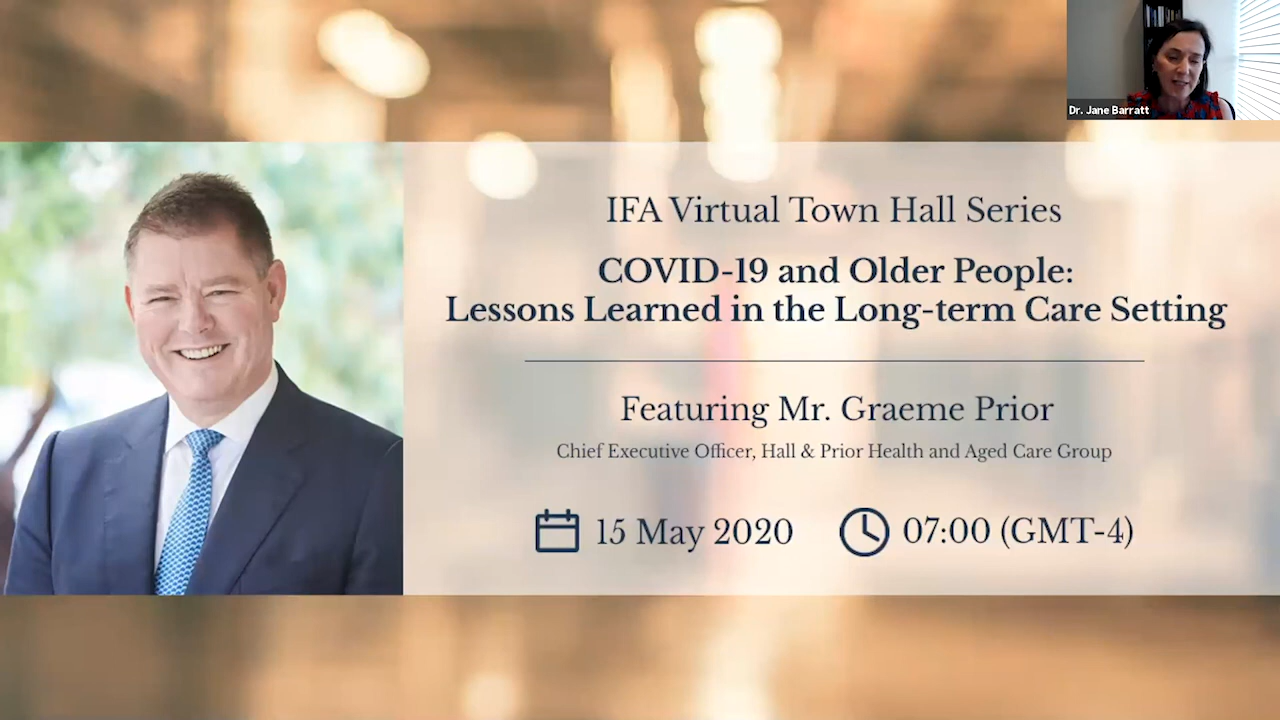 Dr. Jane Barratt
IFA Virtual Town Hall Series
COVID-19 and Older People:
Lessons Learned in the Long-term Care Setting
Featuring Mr. Graeme Prior
Chief Executive Officer, Hall & Prior Health and Aged Care Group
15 May 2020
07:00 (GMT-4)